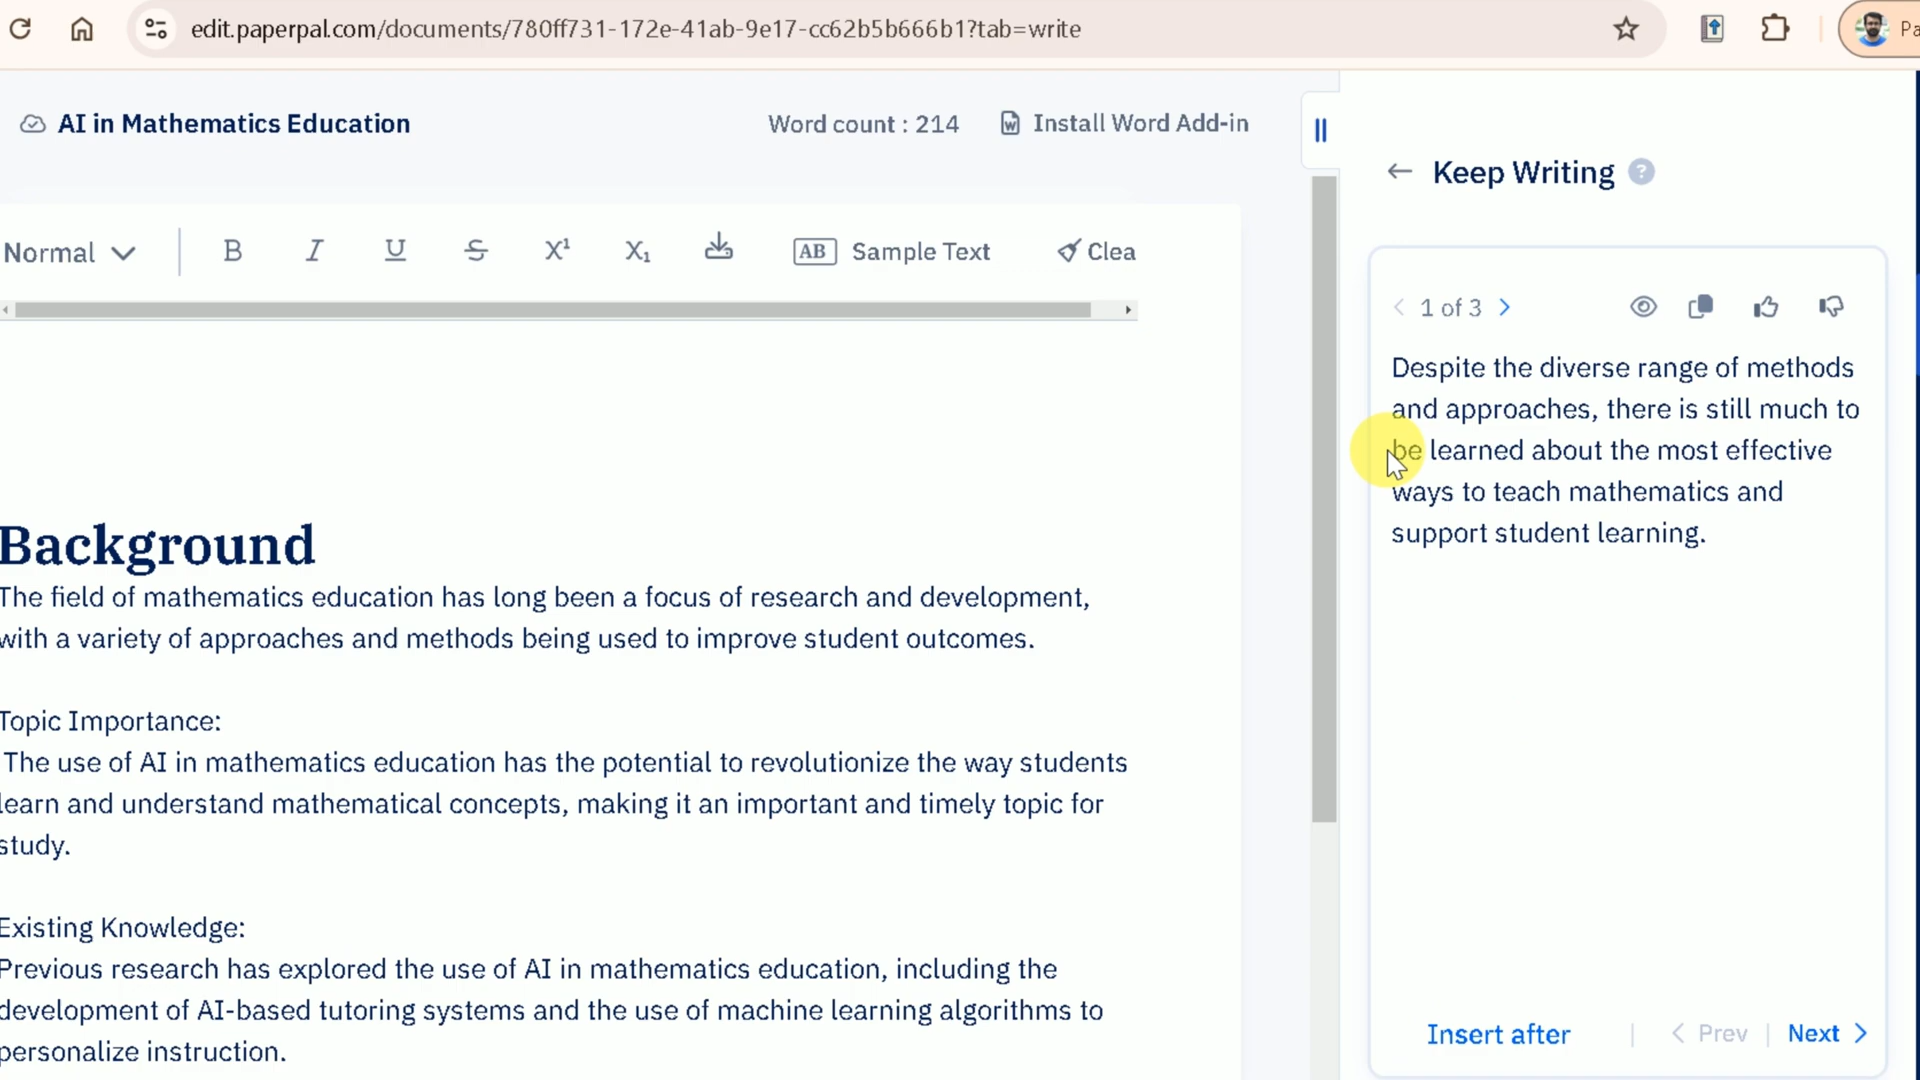 edit.paperpal.com/documents/780ff731-172e-41ab-9e17-cc62b5b666b1?tab=write
Pa
AI in Mathematics Education
Word count : 214
Install Word Add-in
Normal
B I U S X¹ X₁
AB Sample Text
Clea
Background
The field of mathematics education has long been a focus of research and development,
with a variety of approaches and methods being used to improve student outcomes.
Topic Importance:
The use of AI in mathematics education has the potential to revolutionize the way students
learn and understand mathematical concepts, making it an important and timely topic for
study.
Existing Knowledge:
Previous research has explored the use of AI in mathematics education, including the
development of AI-based tutoring systems and the use of machine learning algorithms to
personalize instruction.
Keep Writing ?
1 of 3
Despite the diverse range of methods
and approaches, there is still much to
be learned about the most effective
ways to teach mathematics and
support student learning.
Insert after
Prev
Next